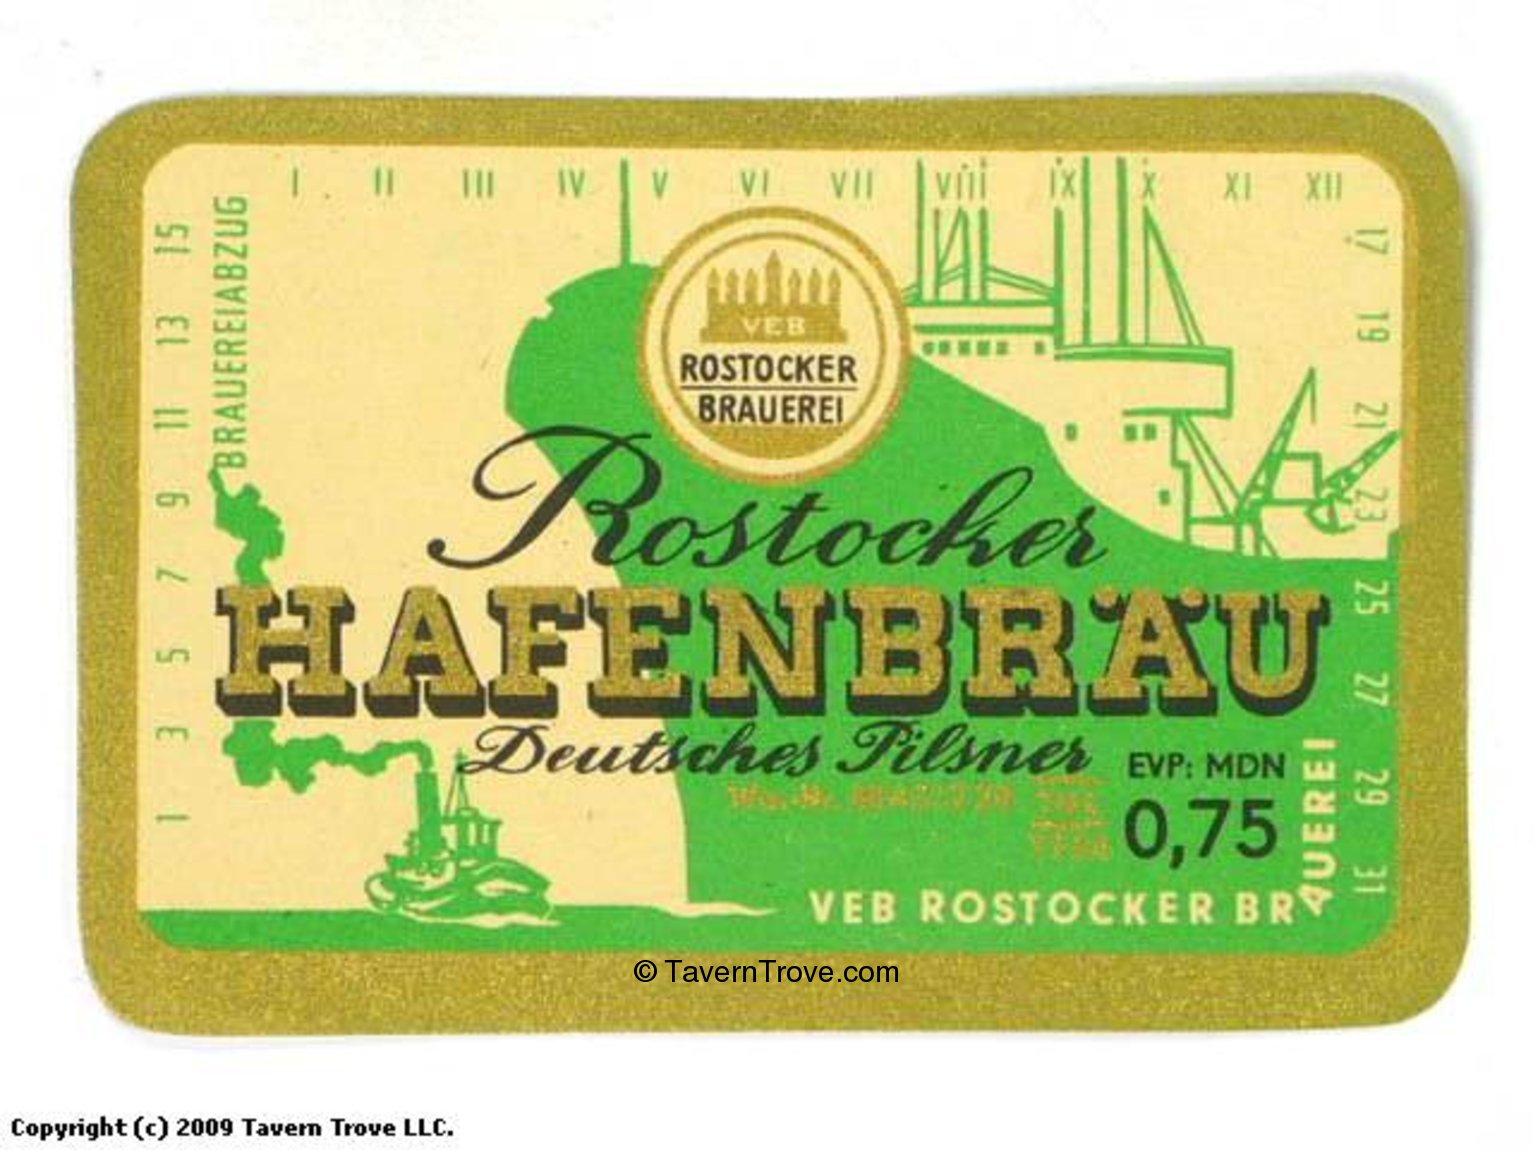 I II III IV V VI VII VIII IX X XI XII
15
13
11
9
7
5
3
1
BRAUEREIABZUG
17
19
21
23
25
27
29
31
VEB
ROSTOCKER
BRAUEREI
Rostocker
HAFENBRÄU
Deutsches Pilsner
EVP: MDN
0,75
VEB ROSTOCKER BRAUEREI
© TavernTrove.com
Copyright (c) 2009 Tavern Trove LLC.